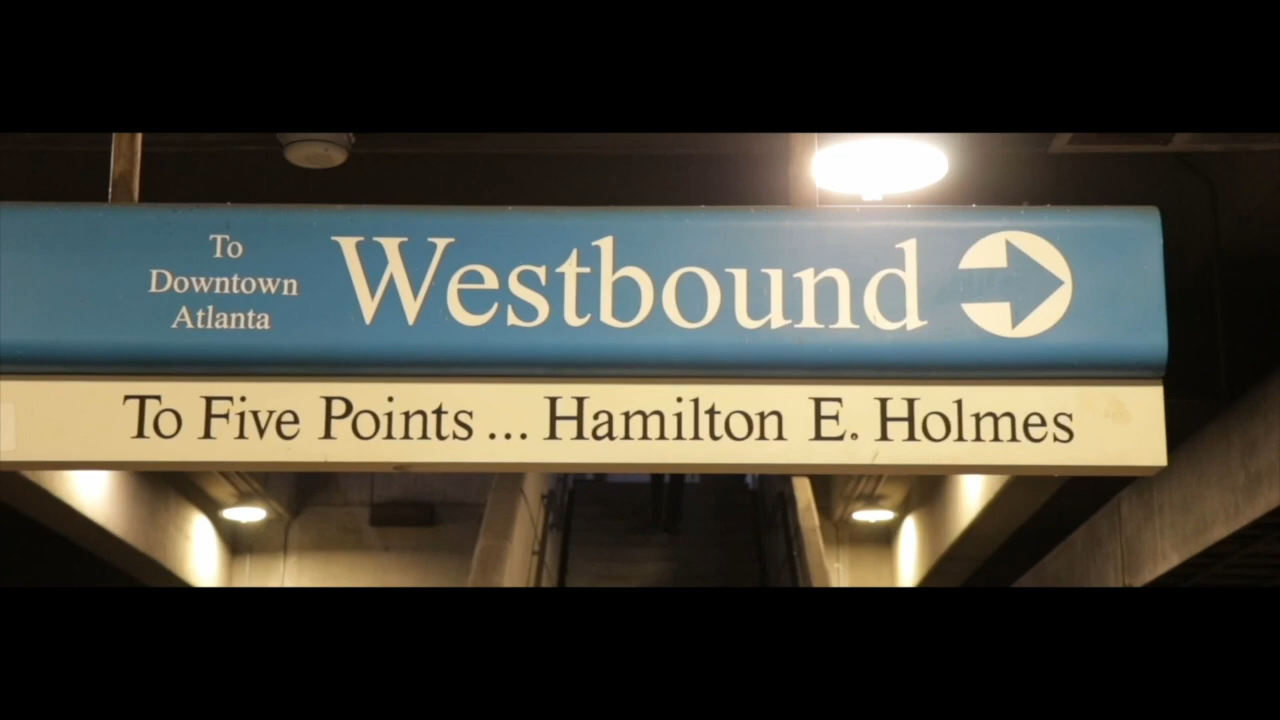 To
Downtown
Atlanta
Westbound
To Five Points ... Hamilton E. Holmes